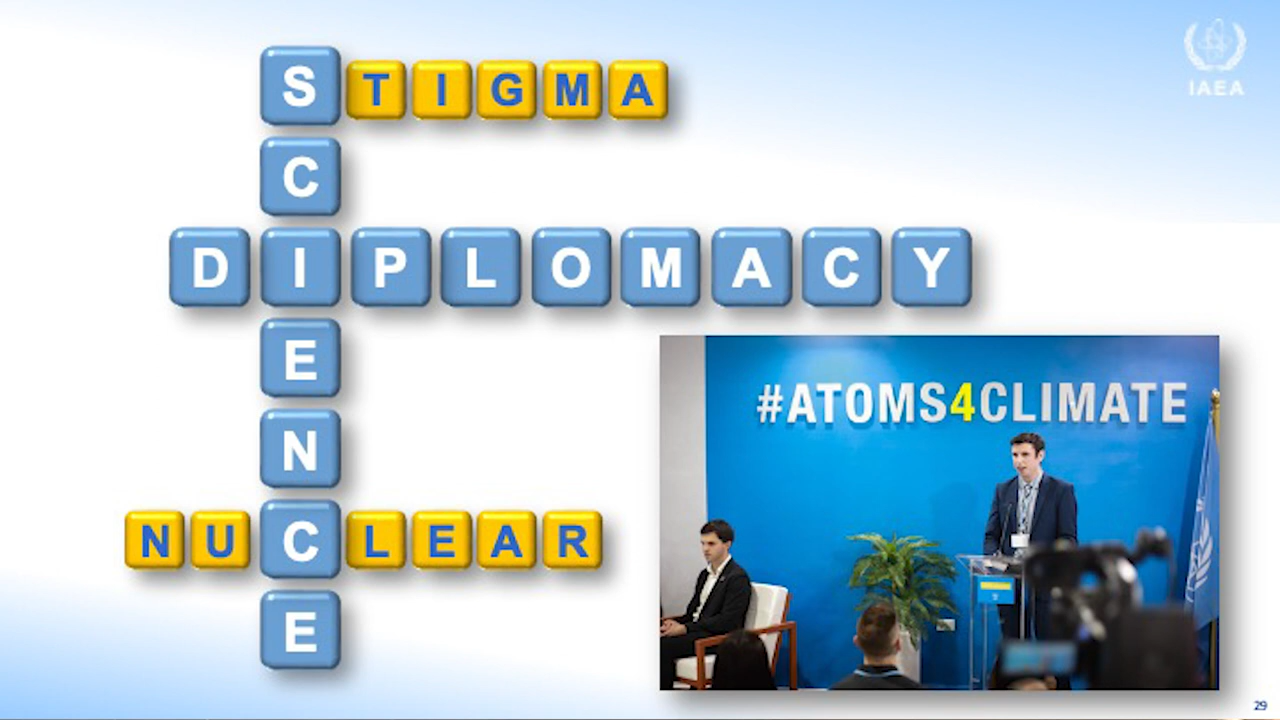 IAEA
STIGMA
SCIENCE
DIPLOMACY
NUCLEAR
#ATOMS4CLIMATE
29